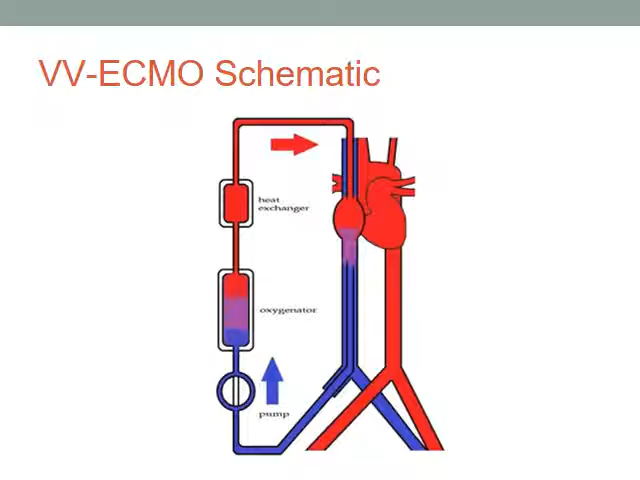 VV-ECMO Schematic
heat
exchanger
oxygenator
pump